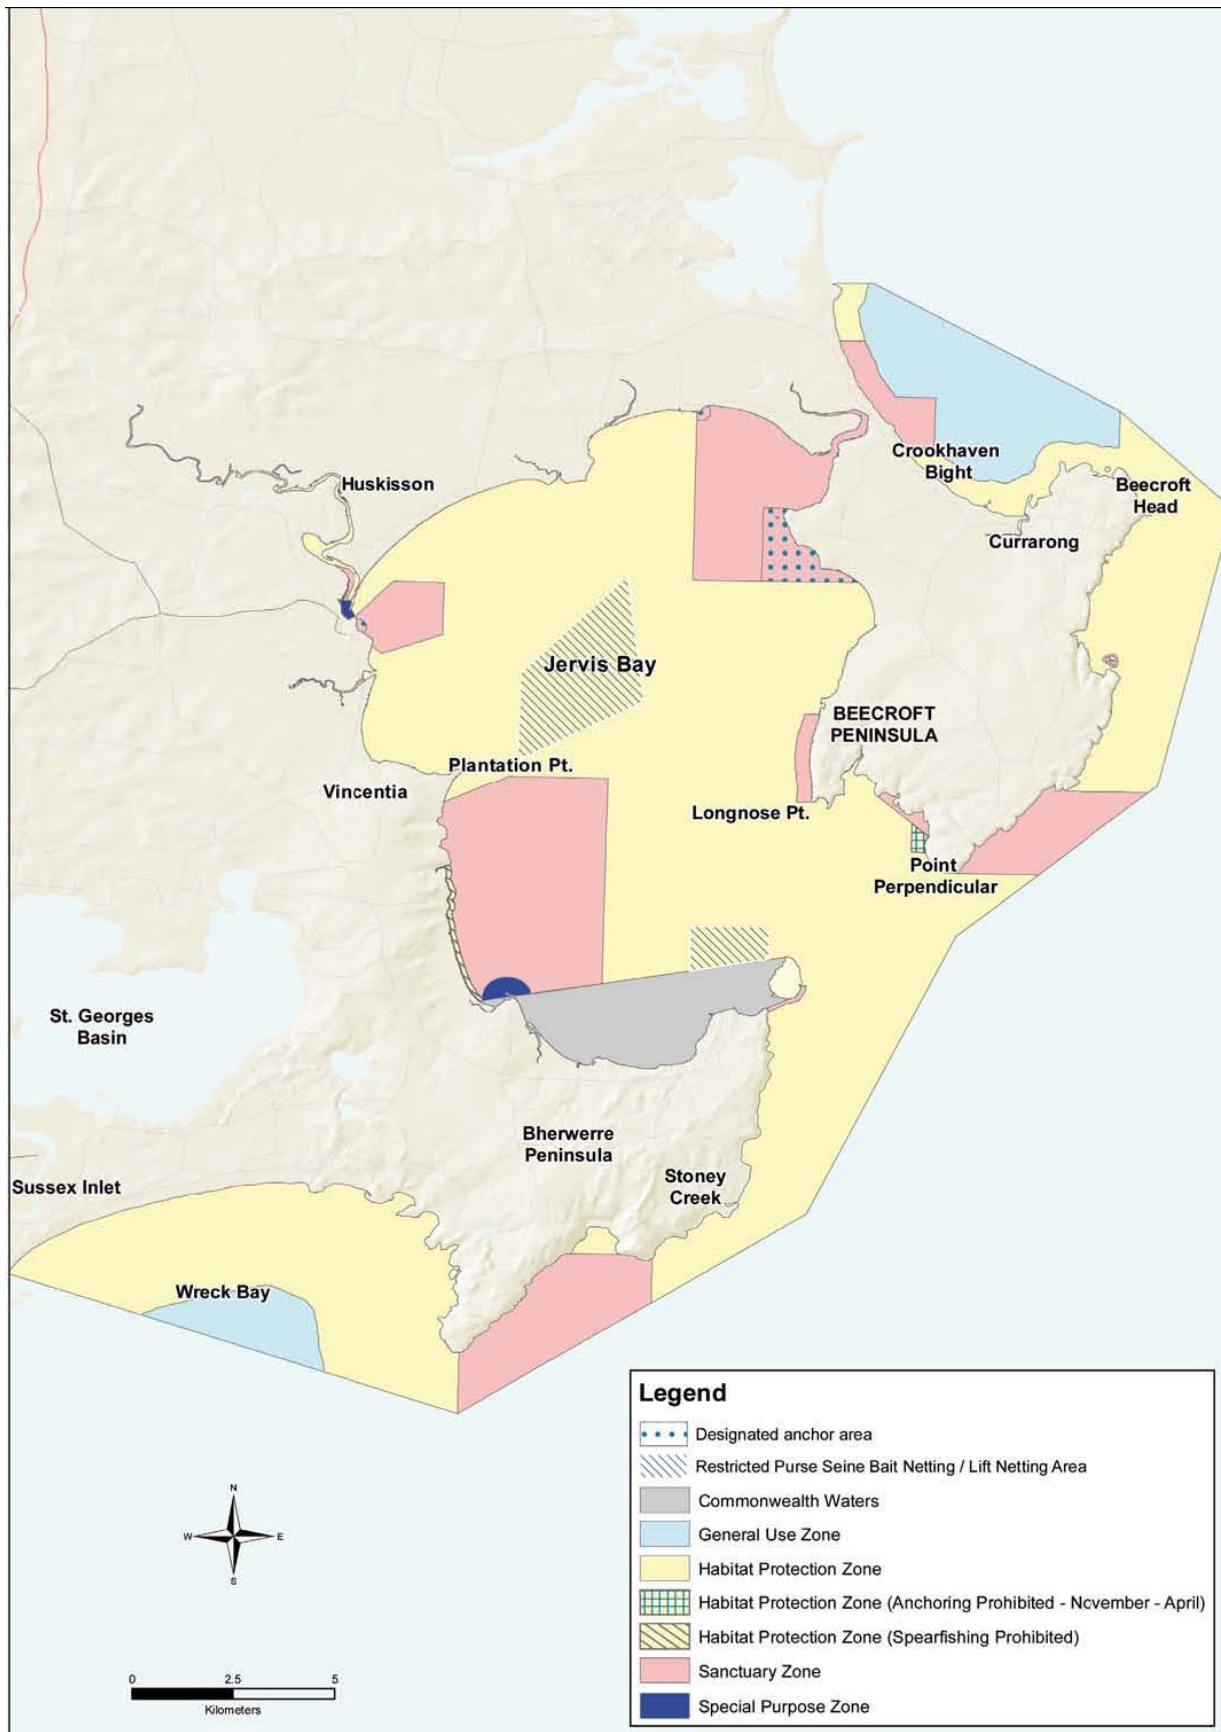 Crookhaven
Bight
Beecroft
Head
Huskisson
Currarong
Jervis Bay
BEECROFT
PENINSULA
Plantation Pt.
Vincentia
Longnose Pt.
Point
Perpendicular
St. Georges
Basin
Bherwerre
Peninsula
Stoney
Creek
Sussex Inlet
Wreck Bay
Legend
Designated anchor area
Restricted Purse Seine Bait Netting / Lift Netting Area
Commonwealth Waters
General Use Zone
Habitat Protection Zone
Habitat Protection Zone (Anchoring Prohibited - November - April)
Habitat Protection Zone (Spearfishing Prohibited)
Sanctuary Zone
Special Purpose Zone
N
W E
S
0 2.5 5
Kilometers